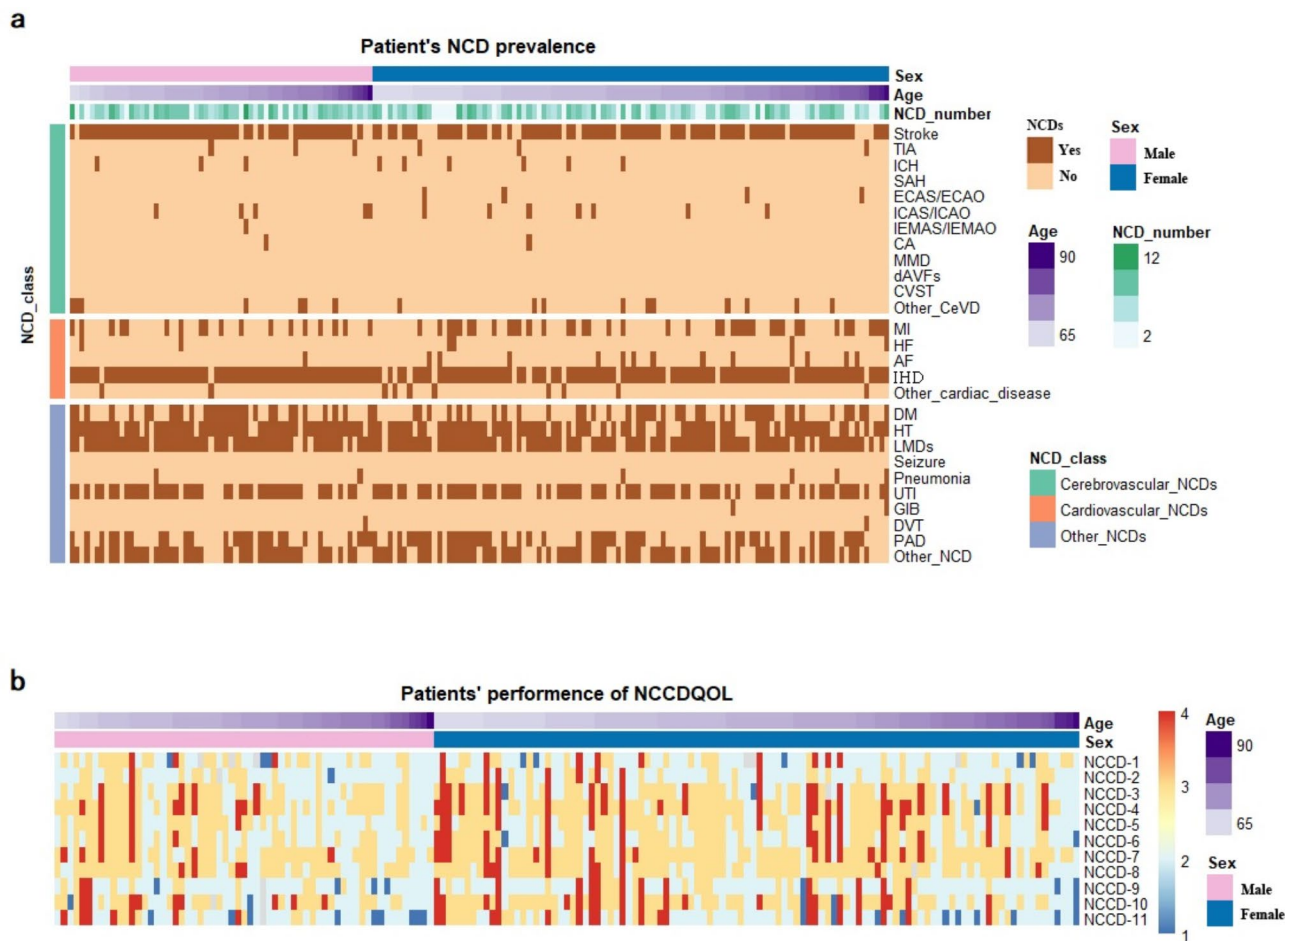 a
Patient's NCD prevalence
Sex
Age
NCD_number
Stroke
TIA
ICH
SAH
ECAS/ECAO
ICAS/ICAO
IEMAS/IEMAO
CA
MMD
dAVFs
CVST
Other_CeVD
MI
HF
AF
IHD
Other_cardiac_disease
DM
HT
LMDs
Seizure
Pneumonia
UTI
GIB
DVT
PAD
Other_NCD
NCD_class
NCDs
Yes
No
Sex
Male
Female
Age
90
65
NCD_number
12
2
NCD_class
Cerebrovascular_NCDs
Cardiovascular_NCDs
Other_NCDs
b
Patients' performence of NCCDQOL
Age
Sex
NCCD-1
NCCD-2
NCCD-3
NCCD-4
NCCD-5
NCCD-6
NCCD-7
NCCD-8
NCCD-9
NCCD-10
NCCD-11
4
3
2
1
Age
90
65
Sex
Male
Female